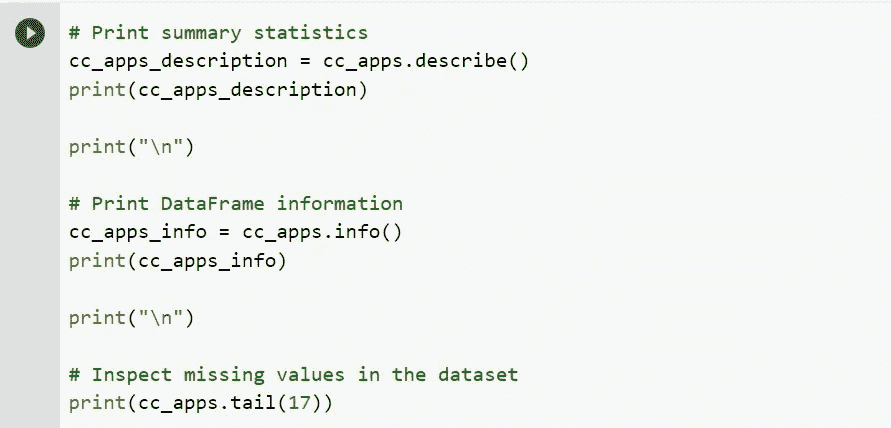 # Print summary statistics
cc_apps_description = cc_apps.describe()
print(cc_apps_description)
print("\n")
# Print DataFrame information
cc_apps_info = cc_apps.info()
print(cc_apps_info)
print("\n")
# Inspect missing values in the dataset
print(cc_apps.tail(17))